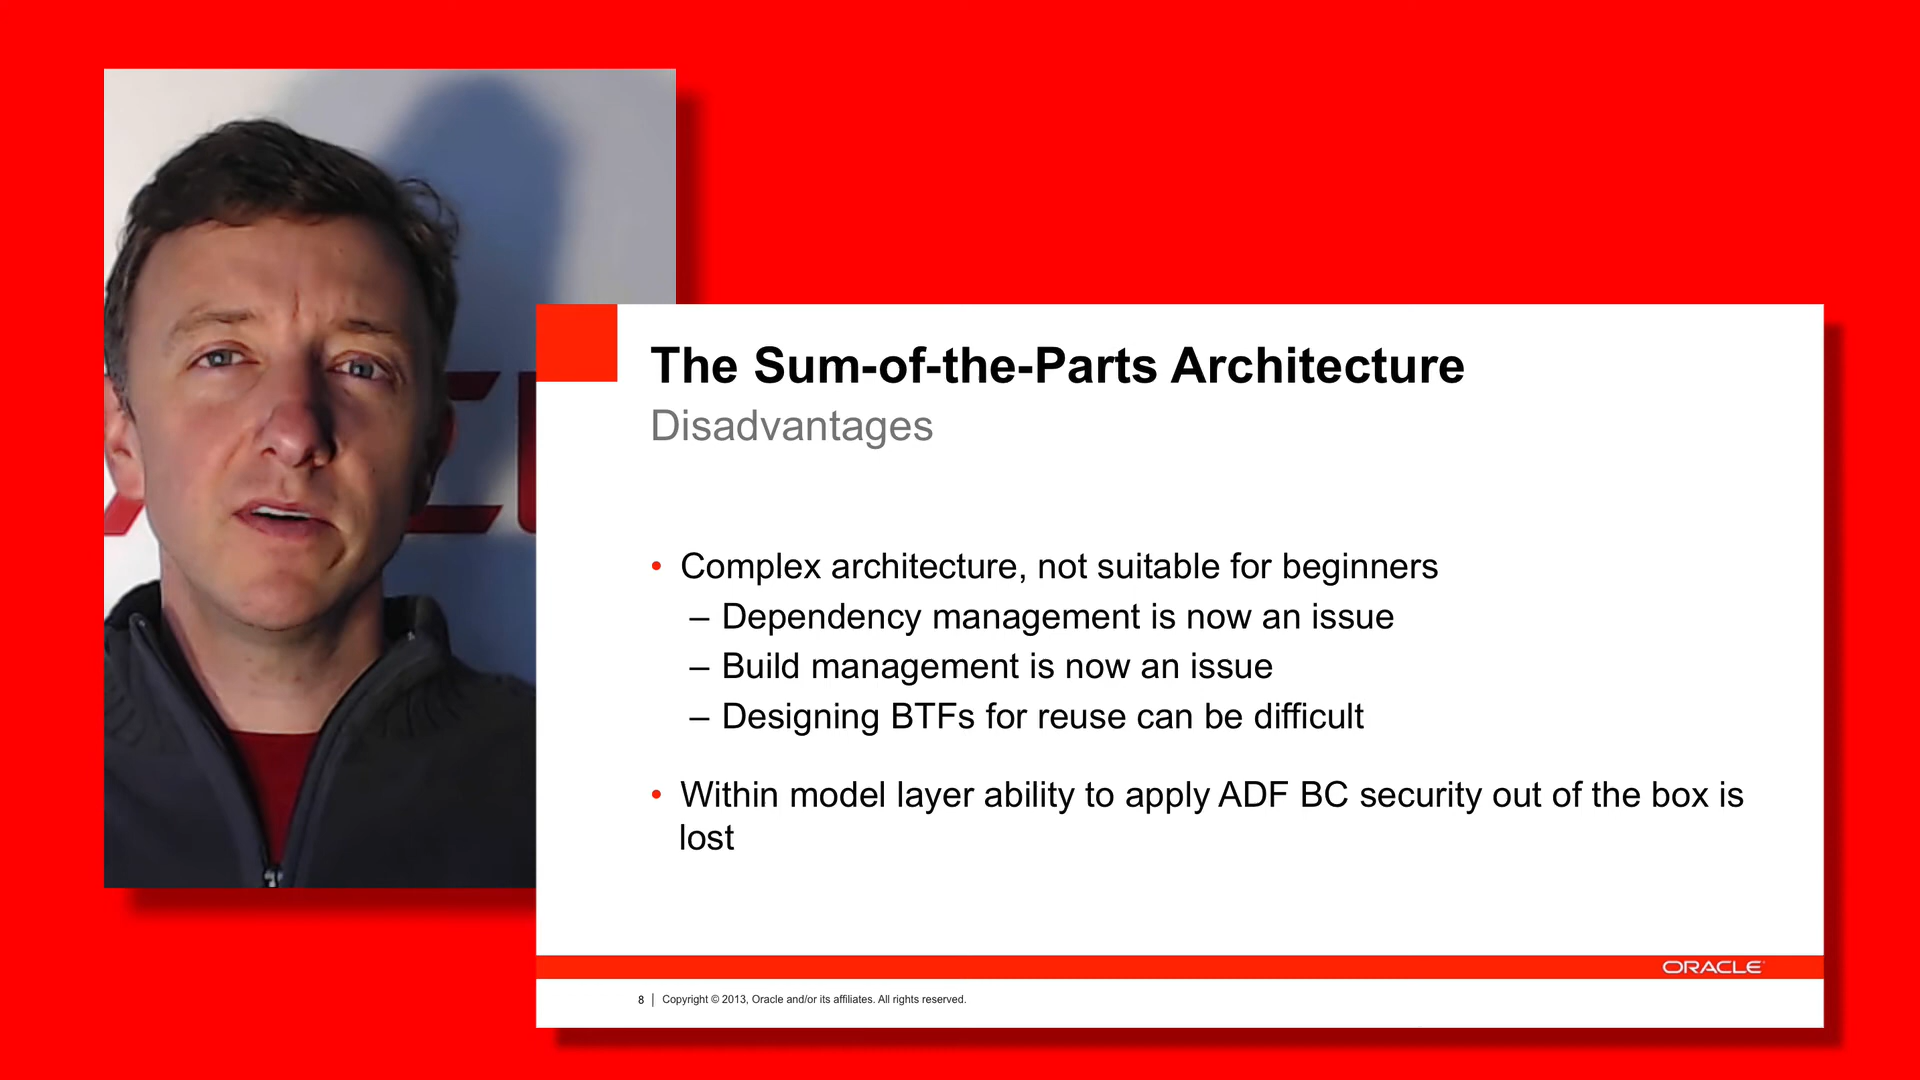 The Sum-of-the-Parts Architecture
Disadvantages
• Complex architecture, not suitable for beginners
– Dependency management is now an issue
– Build management is now an issue
– Designing BTFs for reuse can be difficult
• Within model layer ability to apply ADF BC security out of the box is
lost
ORACLE
8 | Copyright © 2013, Oracle and/or its affiliates. All rights reserved.